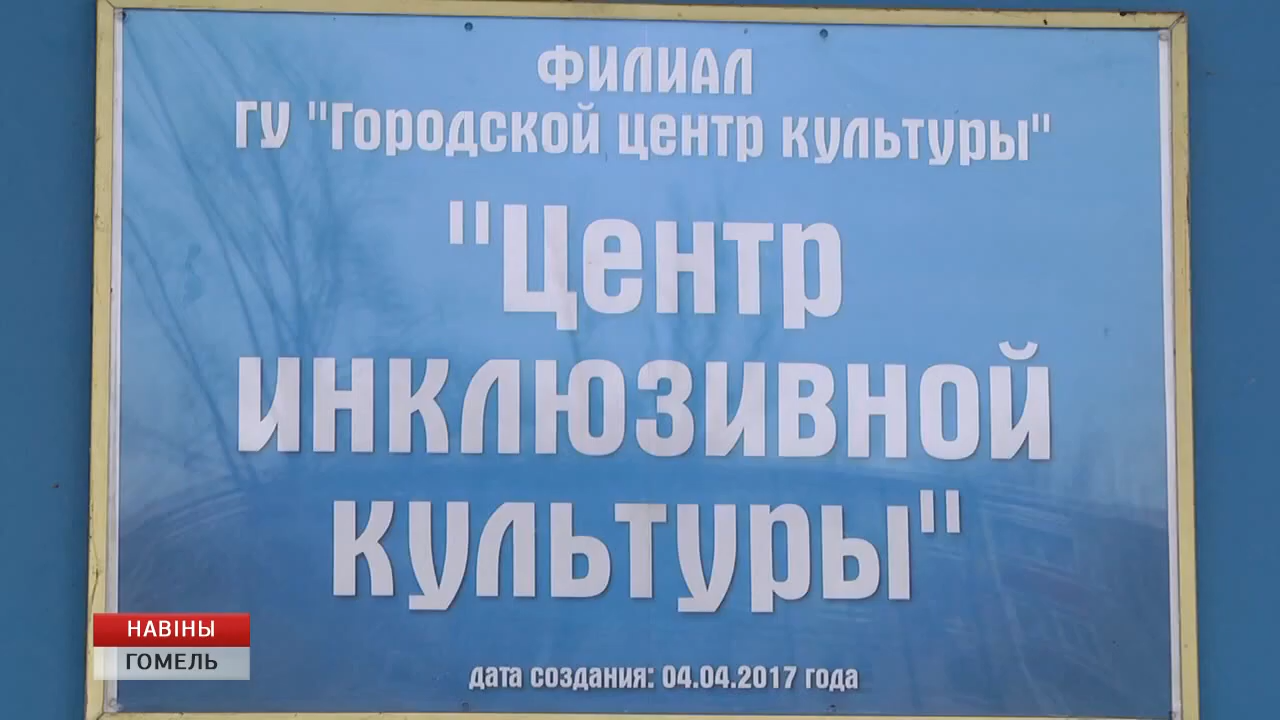 ФИЛИАЛ
ГУ "Городской центр культуры"
"Центр
инклюзивной
культуры"
дата создания: 04.04.2017 года
НАВІНЫ
ГОМЕЛЬ